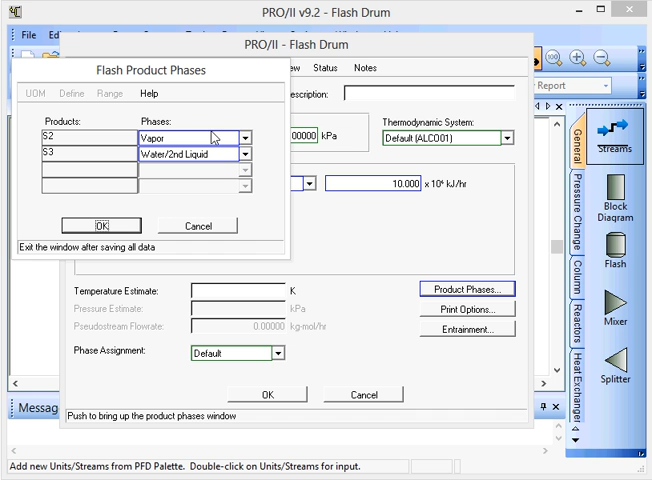 PRO/II v9.2 - Flash Drum
File
PRO/II - Flash Drum
Status
Notes
Flash Product Phases
UOM
Define
Range
Help
Products:
Phases:
S2
Vapor
S3
Water/2nd Liquid
OK
Cancel
Exit the window after saving all data
escription:
00000 kPa
Thermodynamic System:
Default (ALCO01)
10.000 x 10⁶ kJ/hr
Temperature Estimate:
K
Product Phases...
Pressure Estimate:
kPa
Print Options...
Pseudostream Flowrate:
0.00000 kg-mol/hr
Entrainment...
Phase Assignment:
Default
OK
Cancel
Push to bring up the product phases window
Report
General
Pressure Change
Column
Reactors
Heat Exchanger
Streams
Block
Diagram
Flash
Mixer
Splitter
Messag
Add new Units/Streams from PFD Palette. Double-click on Units/Streams for input.